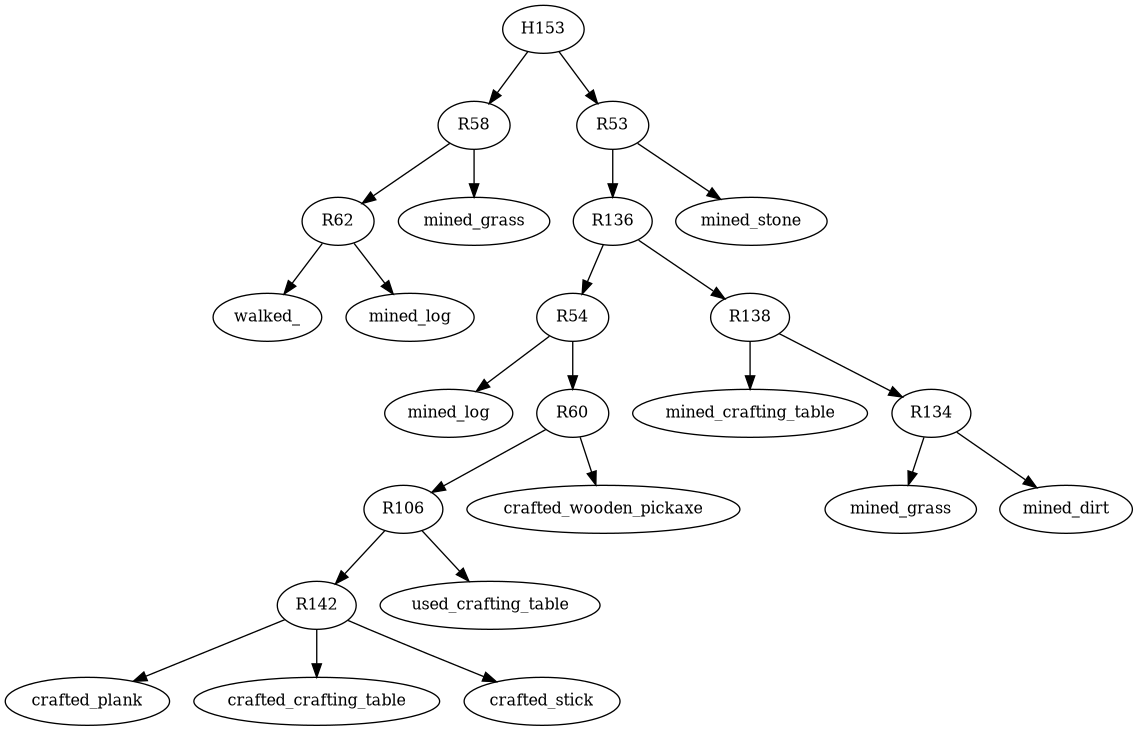 H153
R58
R53
R62
mined_grass
R136
mined_stone
walked_
mined_log
R54
R138
mined_log
R60
mined_crafting_table
R134
R106
crafted_wooden_pickaxe
mined_grass
mined_dirt
R142
used_crafting_table
crafted_plank
crafted_crafting_table
crafted_stick